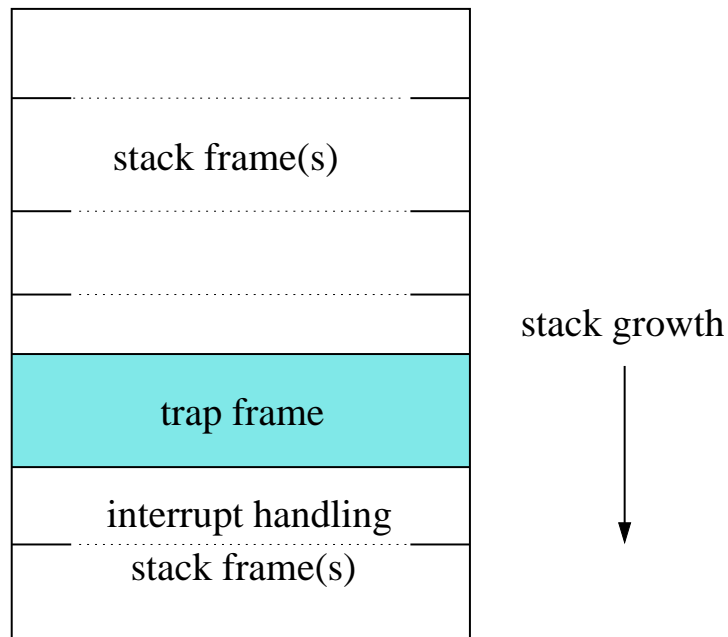 stack frame(s)
stack growth
trap frame
interrupt handling
stack frame(s)